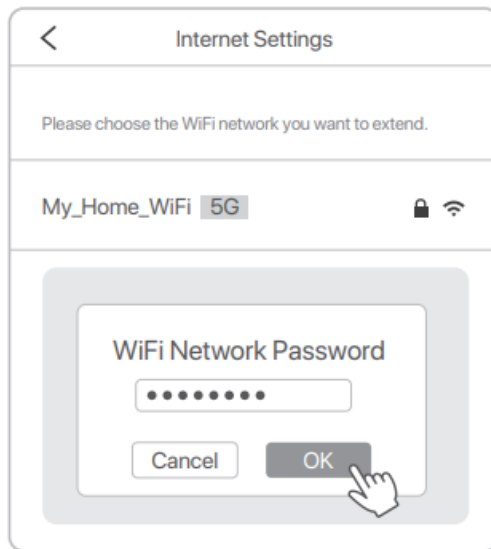 Internet Settings
Please choose the WiFi network you want to extend.
My_Home_WiFi 5G
WiFi Network Password
••••••••
Cancel OK